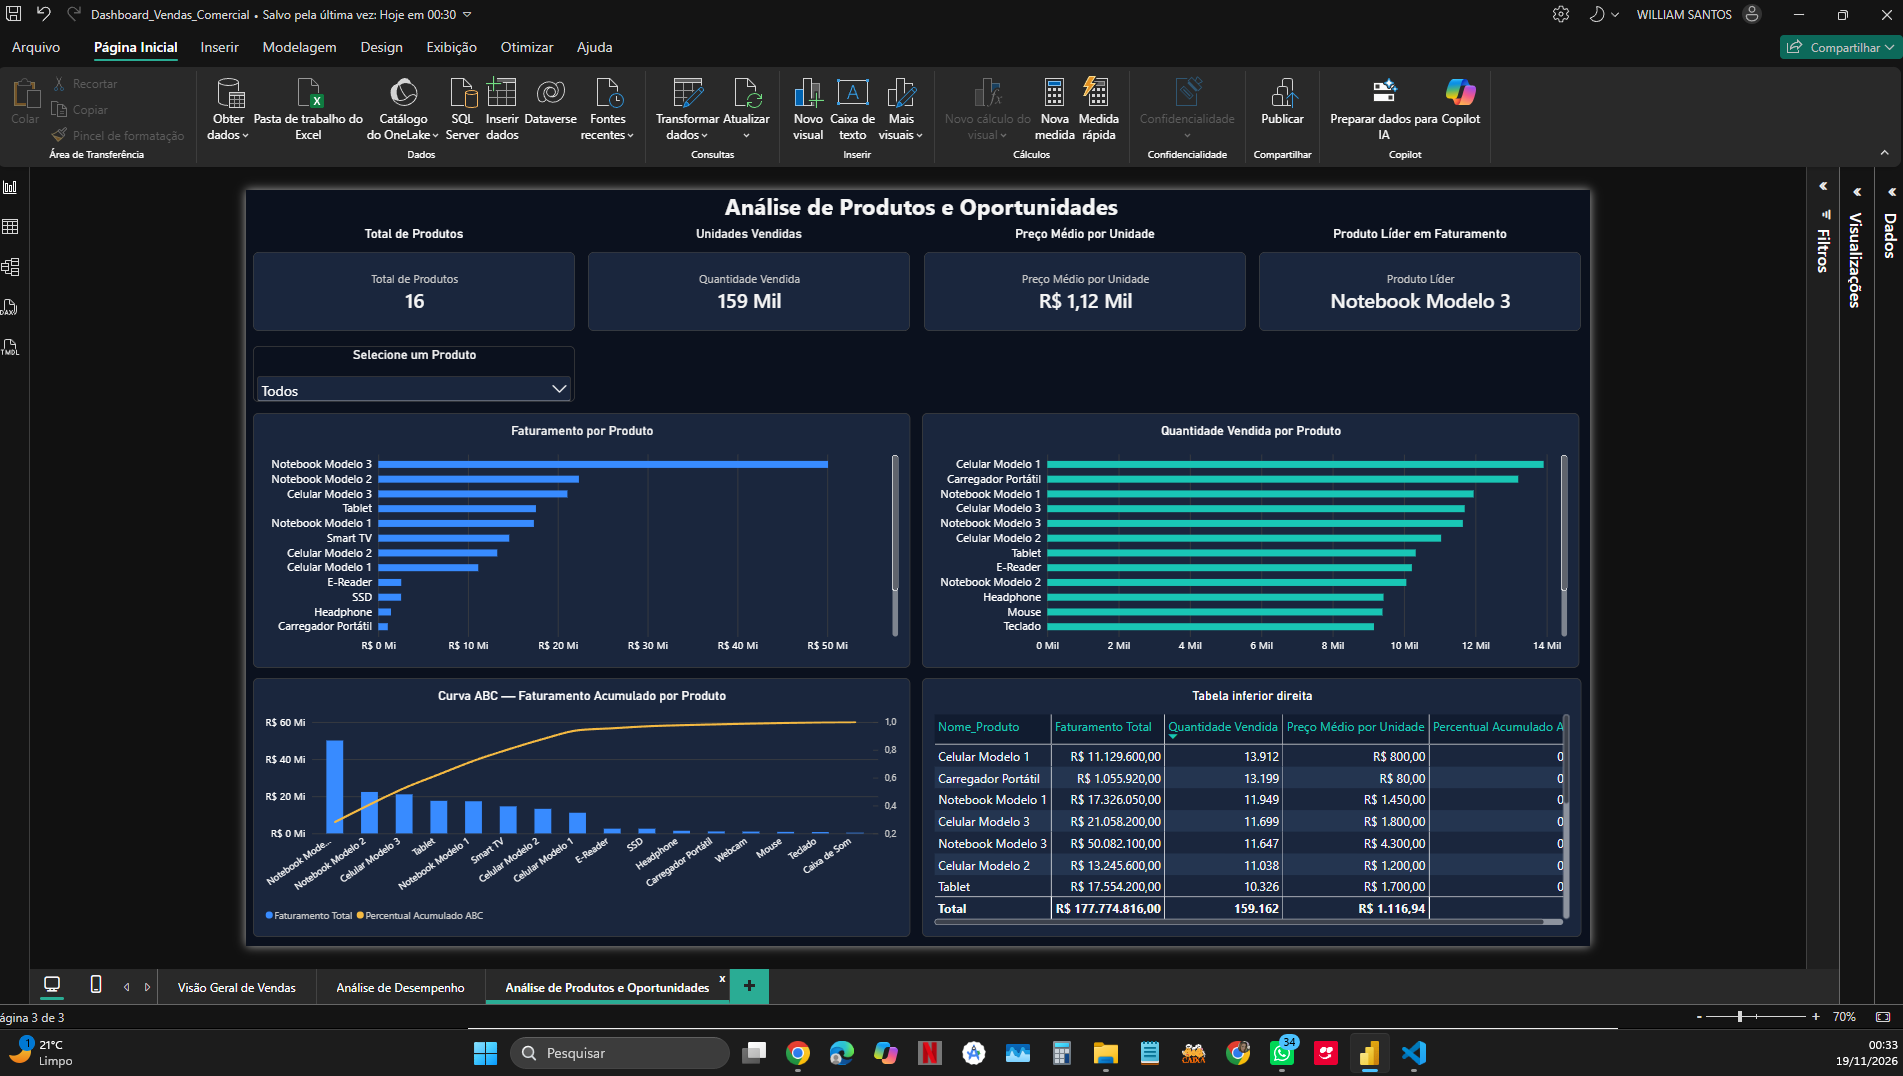 Dashboard_Vendas_Comercial • Salvo pela última vez: Hoje em 00:30
WILLIAM SANTOS
Arquivo Página Inicial Inserir Modelagem Design Exibição Otimizar Ajuda
Compartilhar
Colar
Recortar
Copiar
Pincel de formatação
Área de Transferência
Obter dados
Pasta de trabalho do Excel
Catálogo do OneLake
SQL Server
Inserir dados
Dataverse
Fontes recentes
Dados
Transformar dados
Atualizar
Consultas
Novo visual
Caixa de texto
Mais visuais
Inserir
Novo cálculo do visual
Nova medida
Medida rápida
Cálculos
Confidencialidade
Confidencialidade
Publicar
Compartilhar
Preparar dados para IA
Copilot
Copilot
DAX
TMDL
Análise de Produtos e Oportunidades
Total de Produtos
Unidades Vendidas
Preço Médio por Unidade
Produto Líder em Faturamento
Total de Produtos
16
Quantidade Vendida
159 Mil
Preço Médio por Unidade
R$ 1,12 Mil
Produto Líder
Notebook Modelo 3
Selecione um Produto
Todos
Faturamento por Produto
Notebook Modelo 3
Notebook Modelo 2
Celular Modelo 3
Tablet
Notebook Modelo 1
Smart TV
Celular Modelo 2
Celular Modelo 1
E-Reader
SSD
Headphone
Carregador Portátil
R$ 0 Mi R$ 10 Mi R$ 20 Mi R$ 30 Mi R$ 40 Mi R$ 50 Mi
Quantidade Vendida por Produto
Celular Modelo 1
Carregador Portátil
Notebook Modelo 1
Celular Modelo 3
Notebook Modelo 3
Celular Modelo 2
Tablet
E-Reader
Notebook Modelo 2
Headphone
Mouse
Teclado
0 Mil 2 Mil 4 Mil 6 Mil 8 Mil 10 Mil 12 Mil 14 Mil
Curva ABC — Faturamento Acumulado por Produto
R$ 60 Mi
R$ 40 Mi
R$ 20 Mi
R$ 0 Mi
1,0
0,8
0,6
0,4
0,2
Notebook Mode...
Notebook Modelo 2
Celular Modelo 3
Tablet
Notebook Modelo 1
Smart TV
Celular Modelo 2
Celular Modelo 1
E-Reader
SSD
Headphone
Carregador Portátil
Webcam
Mouse
Teclado
Caixa de Som
Faturamento Total Percentual Acumulado ABC
Tabela inferior direita
Nome_Produto Faturamento Total Quantidade Vendida Preço Médio por Unidade Percentual Acumulado A
Celular Modelo 1 R$ 11.129.600,00 13.912 R$ 800,00 0
Carregador Portátil R$ 1.055.920,00 13.199 R$ 80,00 0
Notebook Modelo 1 R$ 17.326.050,00 11.949 R$ 1.450,00 0
Celular Modelo 3 R$ 21.058.200,00 11.699 R$ 1.800,00 0
Notebook Modelo 3 R$ 50.082.100,00 11.647 R$ 4.300,00 0
Celular Modelo 2 R$ 13.245.600,00 11.038 R$ 1.200,00 0
Tablet R$ 17.554.200,00 10.326 R$ 1.700,00 0
Total R$ 177.774.816,00 159.162 R$ 1.116,94
Filtros
Visualizações
Dados
Visão Geral de Vendas
Análise de Desempenho
Análise de Produtos e Oportunidades x
+
ágina 3 de 3
- + 70%
1
21°C
Limpo
Pesquisar
N
CAIXA
34
00:33
19/11/2026